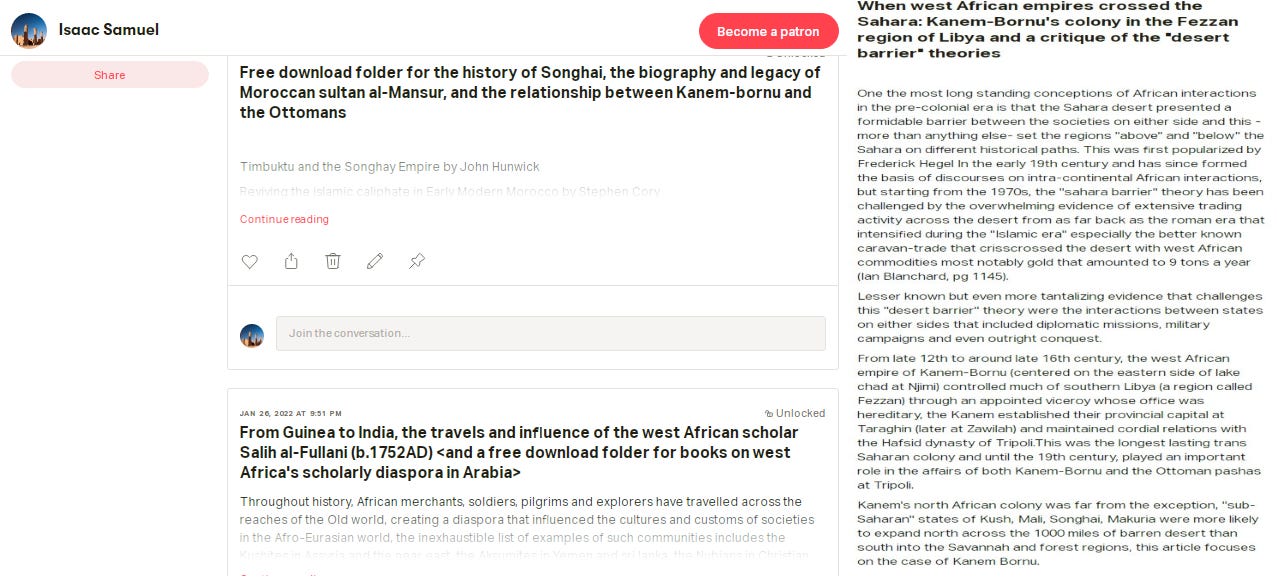 Isaac Samuel
Become a patron
Share
Unlocked
Free download folder for the history of Songhai, the biography and legacy of
Moroccan sultan al-Mansur, and the relationship between Kanem-bornu and
the Ottomans
Timbuktu and the Songhay Empire by John Hunwick
Reviving the islamic caliphate in Early Modern Morocco by Stephen Cory
Continue reading
Join the conversation...
JAN 26, 2022 AT 9:51 PM
Unlocked
From Guinea to India, the travels and influence of the west African scholar
Salih al-Fullani (b.1752AD) <and a free download folder for books on west
Africa's scholarly diaspora in Arabia>
Throughout history, African merchants, soldiers, pilgrims and explorers have travelled across the
reaches of the Old world, creating a diaspora that influenced the cultures and customs of societies
in the Afro-Eurasian world, the inexhaustible list of examples of such communities includes the
Kushites in Assyria and the near east, the Aksumites in Yemen and sri lanka, the Nubians in Christian
When west African empires crossed the
Sahara: Kanem-Bornu's colony in the Fezzan
region of Libya and a critique of the "desert
barrier" theories
One the most long standing conceptions of African interactions
in the pre-colonial era is that the Sahara desert presented a
formidable barrier between the societies on either side and this -
more than anything else- set the regions "above" and "below" the
Sahara on different historical paths. This was first popularized by
Frederick Hegel In the early 19th century and has since formed
the basis of discourses on intra-continental African interactions,
but starting from the 1970s, the "sahara barrier" theory has been
challenged by the overwhelming evidence of extensive trading
activity across the desert from as far back as the roman era that
intensified during the "Islamic era" especially the better known
caravan-trade that crisscrossed the desert with west African
commodities most notably gold that amounted to 9 tons a year
(Ian Blanchard, pg 1145).
Lesser known but even more tantalizing evidence that challenges
this "desert barrier" theory were the interactions between states
on either sides that included diplomatic missions, military
campaigns and even outright conquest.
From late 12th to around late 16th century, the west African
empire of Kanem-Bornu (centered on the eastern side of lake
chad at Njimi) controlled much of southern Libya (a region called
Fezzan) through an appointed viceroy whose office was
hereditary, the Kanem established their provincial capital at
Taraghin (later at Zawilah) and maintained cordial relations with
the Hafsid dynasty of Tripoli.This was the longest lasting trans
Saharan colony and until the 19th century, played an important
role in the affairs of both Kanem-Bornu and the Ottoman pashas
at Tripoli.
Kanem's north African colony was far from the exception, "sub-
Saharan" states of Kush, Mali, Songhai, Makuria were more likely
to expand north across the 1000 miles of barren desert than
south into the Savannah and forest regions, this article focuses
on the case of Kanem Bornu.